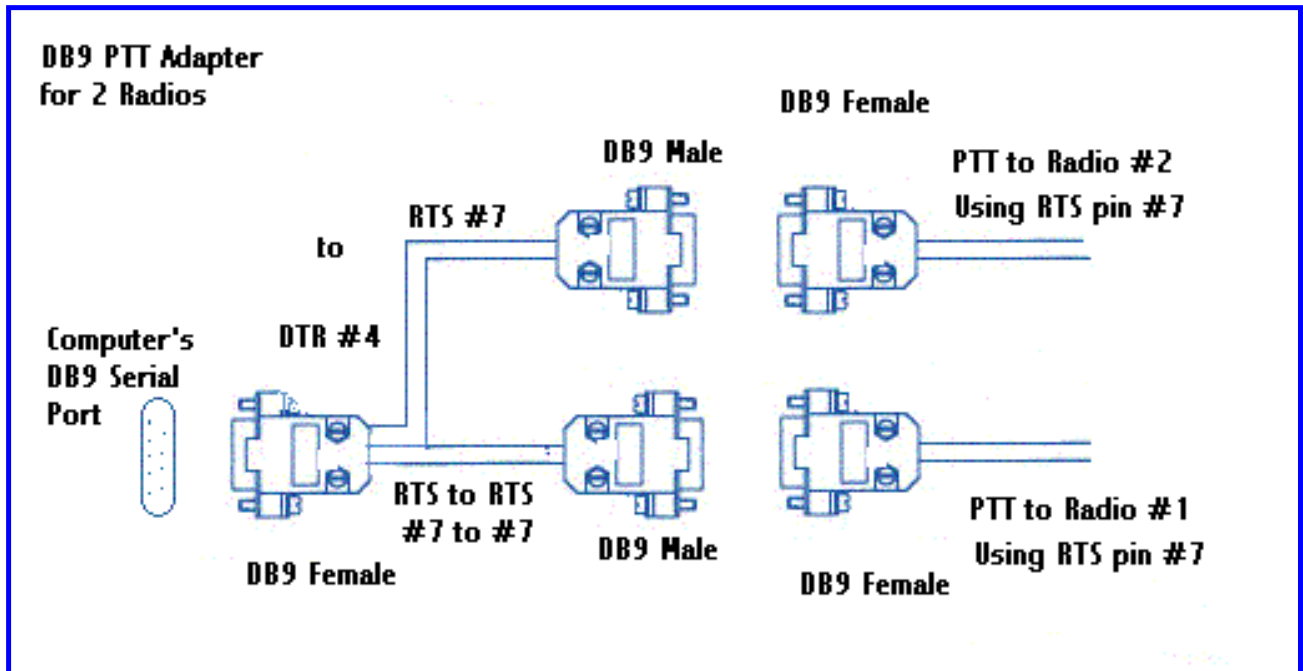 DB9 PTT Adapter
for 2 Radios
DB9 Female
DB9 Male
PTT to Radio #2
Using RTS pin #7
RTS #7
to
DTR #4
Computer's
DB9 Serial
Port
RTS to RTS
#7 to #7
DB9 Female
DB9 Male
PTT to Radio #1
Using RTS pin #7
DB9 Female